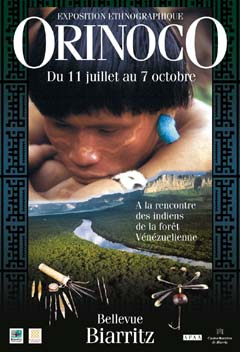 EXPOSITION ETHNOGRAPHIQUE
ORINOCO
Du 11 juillet au 7 octobre
A la rencontre
des indiens
de la forêt
Vénézuelienne
Bellevue
Biarritz